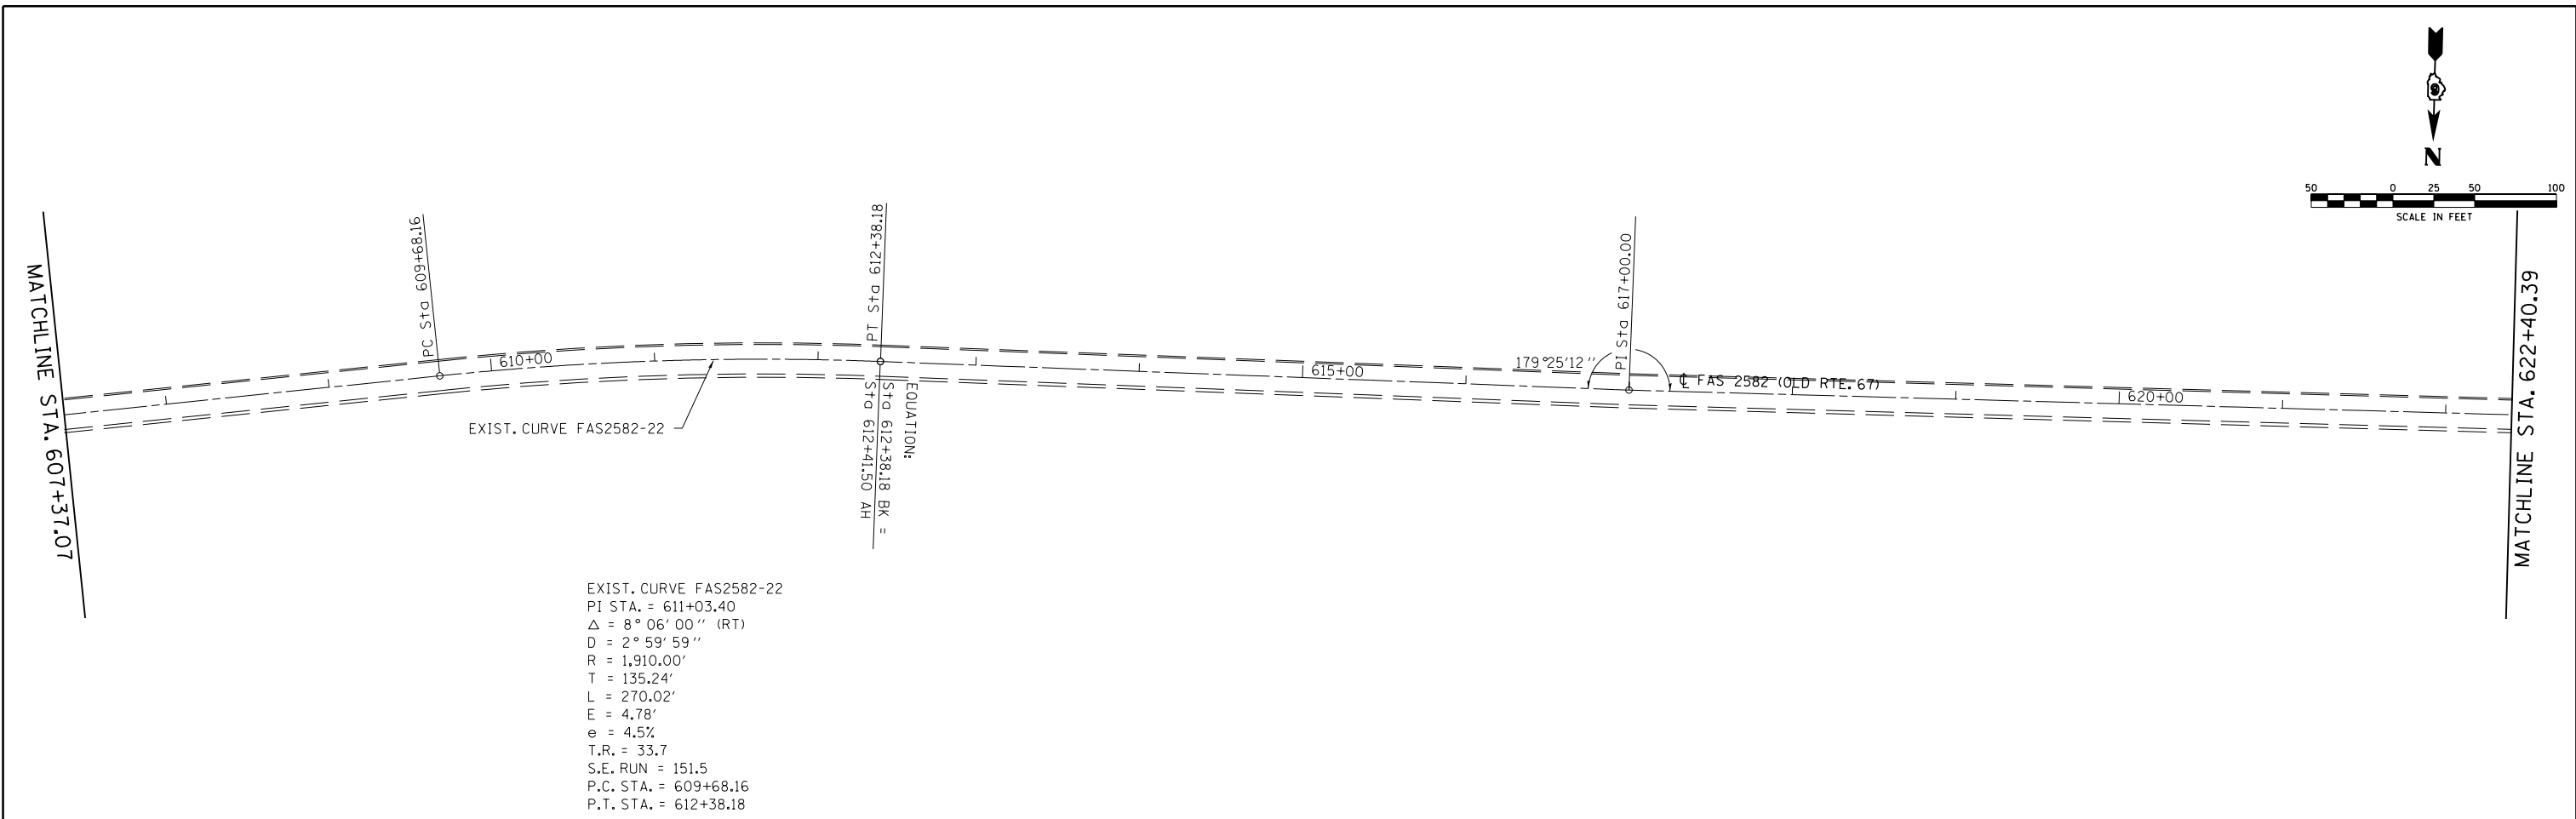 9
N
50 0 25 50 100
SCALE IN FEET
MATCHLINE STA. 607+37.07
PC Sta 609+68.16
610+00
EXIST. CURVE FAS2582-22
PT Sta 612+38.18
EQUATION:
Sta 612+38.18 BK =
Sta 612+41.50 AH
615+00
179°25'12"
PI Sta 617+00.00
℄ FAS 2582 (OLD RTE. 67)
620+00
MATCHLINE STA. 622+40.39
EXIST. CURVE FAS2582-22
PI STA. = 611+03.40
△ = 8° 06' 00" (RT)
D = 2° 59' 59"
R = 1,910.00'
T = 135.24'
L = 270.02'
E = 4.78'
e = 4.5%
T.R. = 33.7
S.E. RUN = 151.5
P.C. STA. = 609+68.16
P.T. STA. = 612+38.18